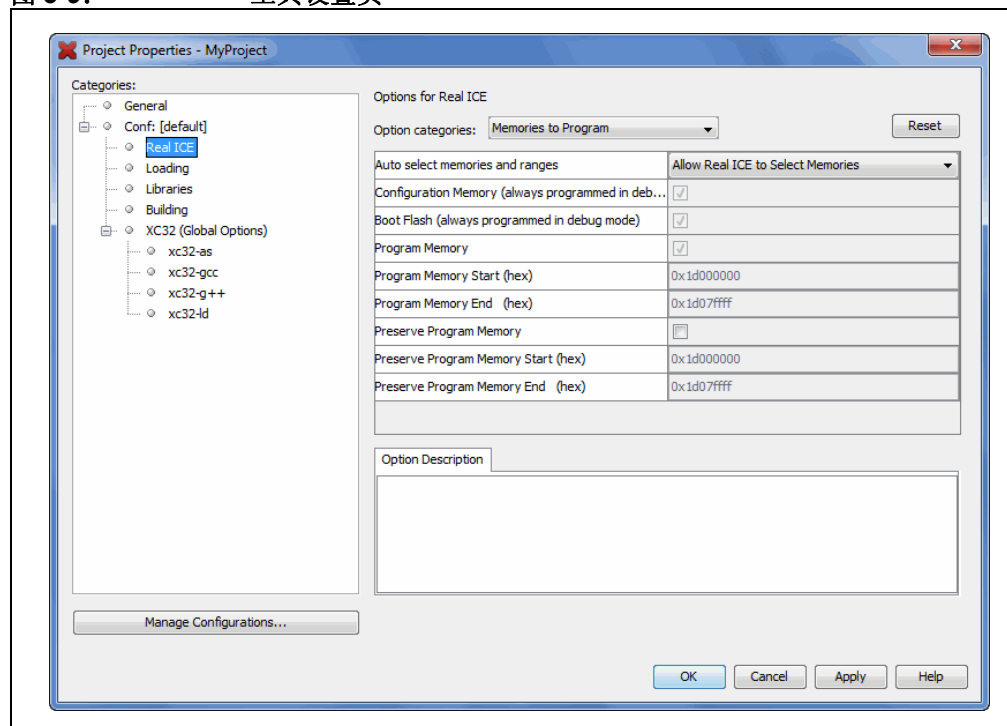 Project Properties - MyProject
Categories:
General
Conf: [default]
Real ICE
Loading
Libraries
Building
XC32 (Global Options)
xc32-as
xc32-gcc
xc32-g++
xc32-ld
Manage Configurations...
Options for Real ICE
Option categories: Memories to Program Reset
Auto select memories and ranges Allow Real ICE to Select Memories
Configuration Memory (always programmed in deb...
Boot Flash (always programmed in debug mode)
Program Memory
Program Memory Start (hex) 0x1d000000
Program Memory End (hex) 0x1d07ffff
Preserve Program Memory
Preserve Program Memory Start (hex) 0x1d000000
Preserve Program Memory End (hex) 0x1d07ffff
Option Description
OK Cancel Apply Help